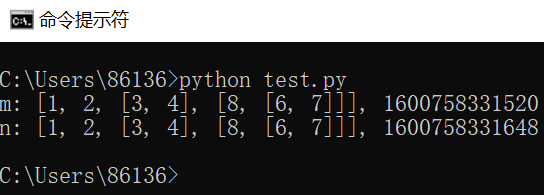 命令提示符
C:\Users\86136>python test.py
m: [1, 2, [3, 4], [8, [6, 7]]], 1600758331520
n: [1, 2, [3, 4], [8, [6, 7]]], 1600758331648
C:\Users\86136>